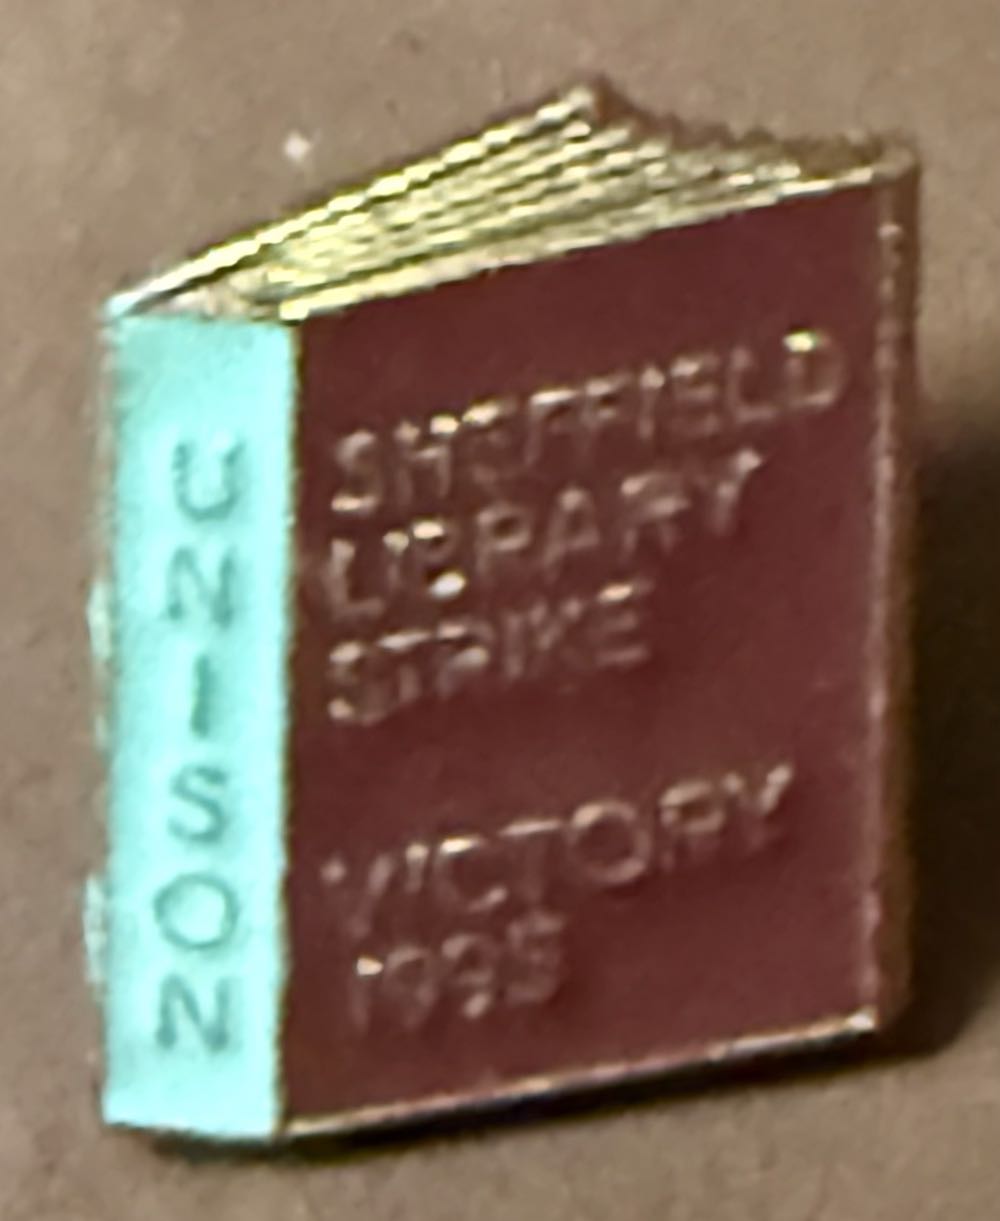 UNISON
SHEFFIELD
LIBRARY
STRIKE
VICTORY
1995